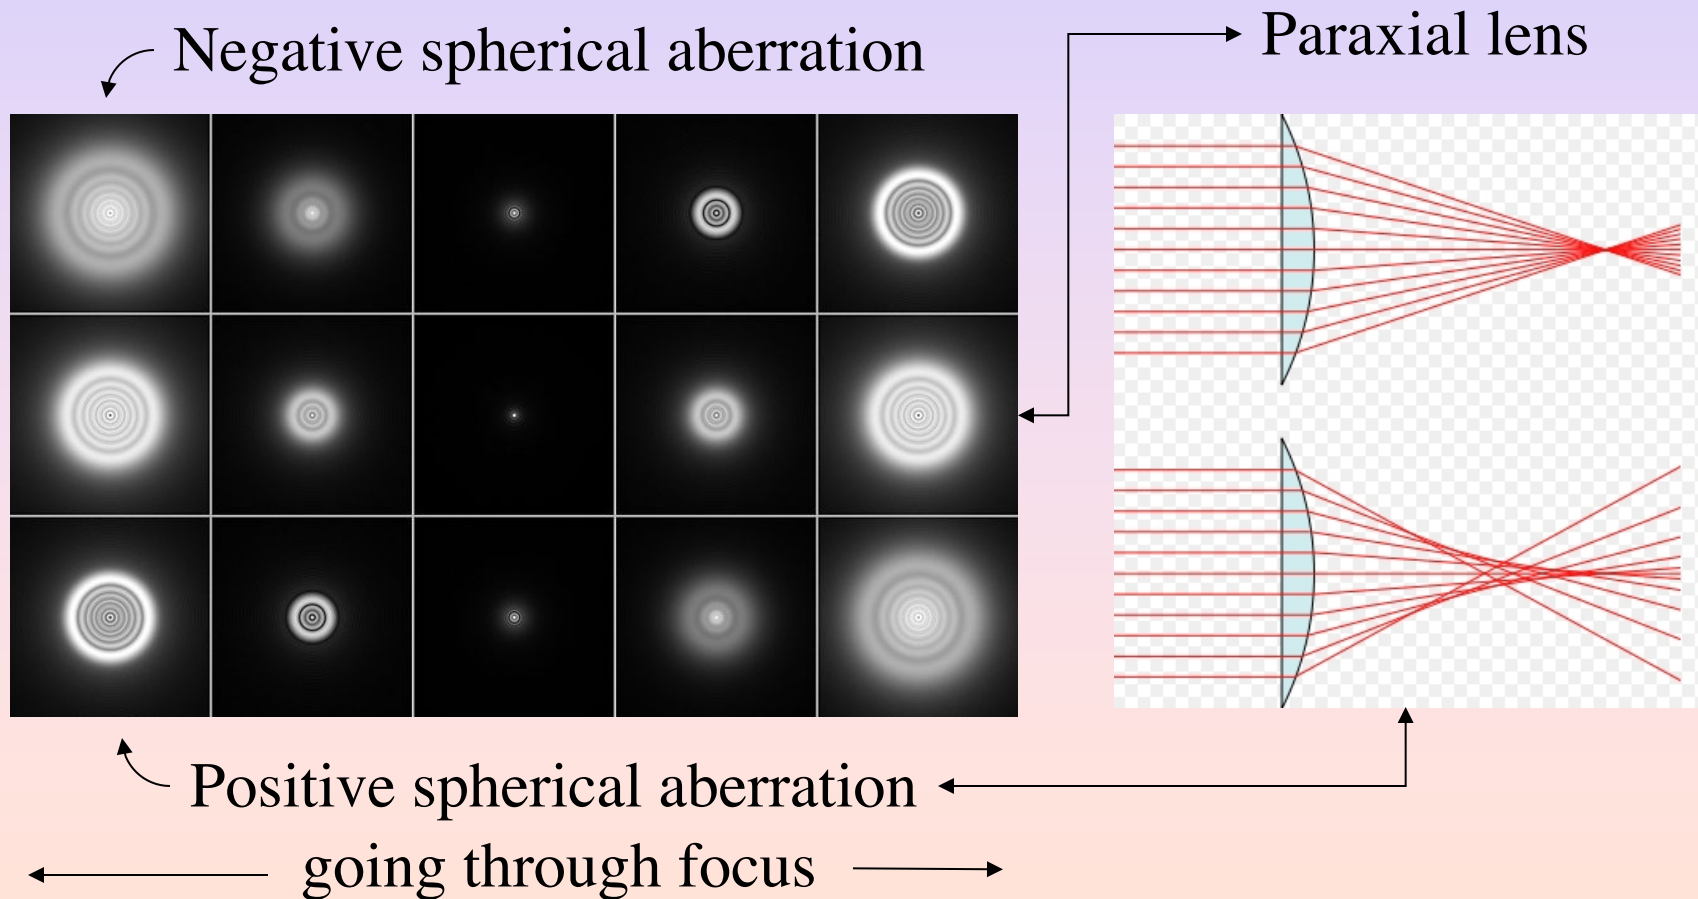 Negative spherical aberration
Paraxial lens
Positive spherical aberration
going through focus